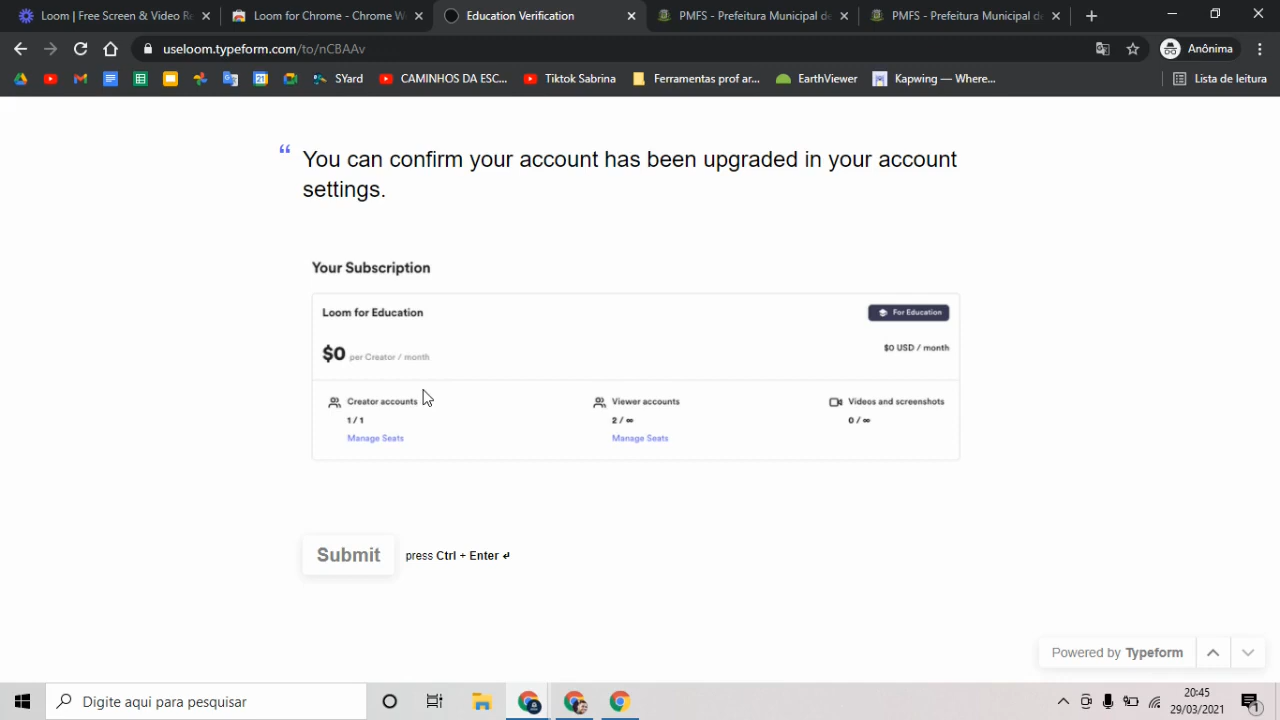 Loom | Free Screen & Video Re
Loom for Chrome - Chrome W
Education Verification
PMFS - Prefeitura Municipal de
PMFS - Prefeitura Municipal de
useloom.typeform.com/to/nCBAAv
Anônima
SYard
CAMINHOS DA ESC...
Tiktok Sabrina
Ferramentas prof r...
EarthViewer
Kapwing — Where...
Lista de leitura
“ You can confirm your account has been upgraded in your account
settings.
Your Subscription
Loom for Education
For Education
$0 per Creator / month
$0 USD / month
Creator accounts
1 / 1
Manage Seats
Viewer accounts
2 / ∞
Manage Seats
Videos and screenshots
0 / ∞
Submit
press Ctrl + Enter ↵
Powered by Typeform
Digite aqui para pesquisar
20:45
29/03/2021